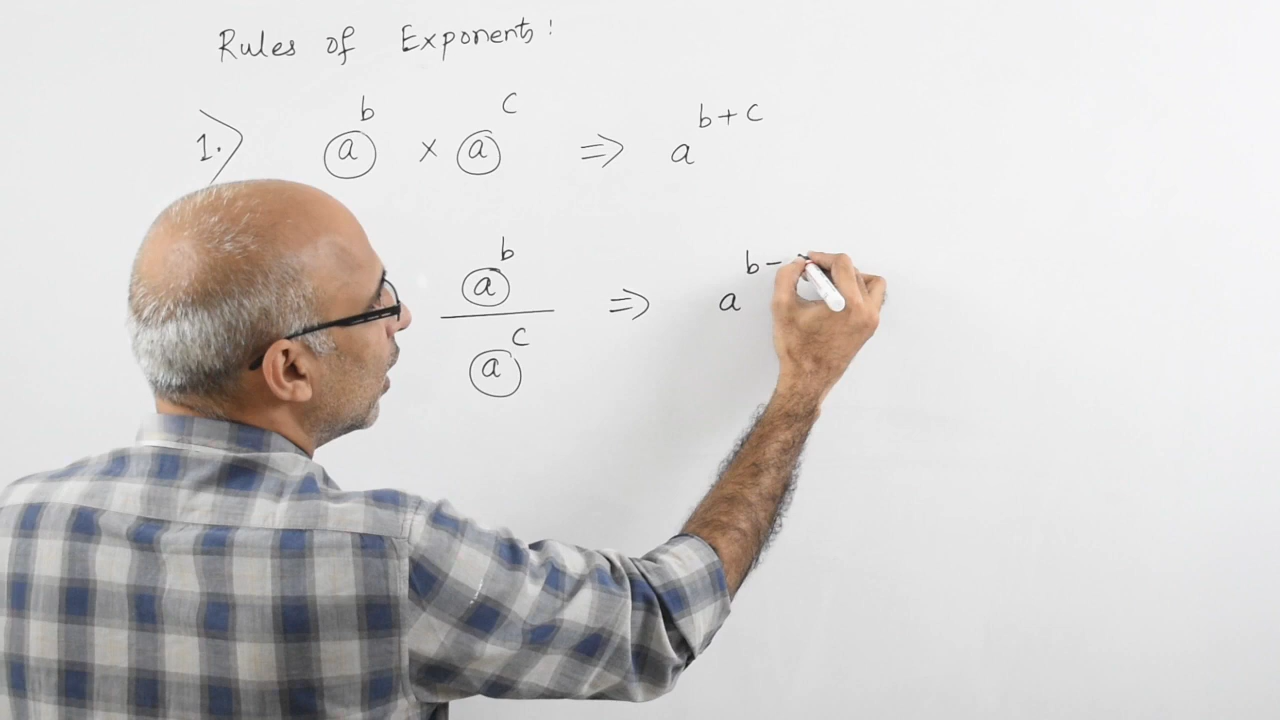 Rules of Exponents:
1.> a^b × a^c ⇒ a^(b+c)
a^b / a^c ⇒ a^(b-